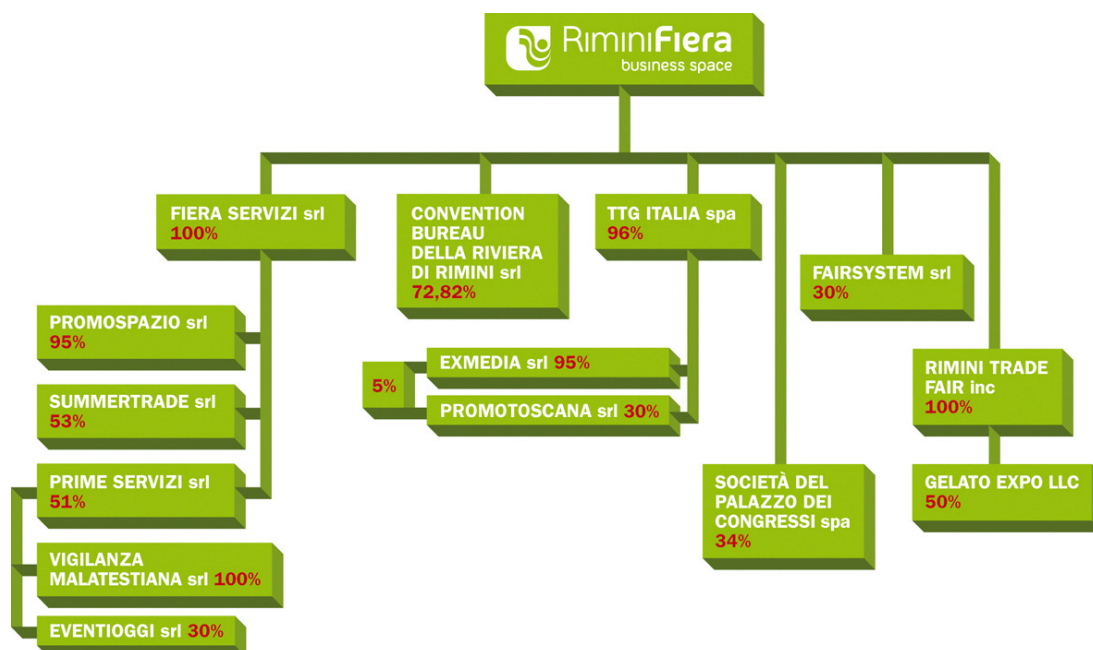 RiminiFiera
business space
FIERA SERVIZI srl
100%
CONVENTION
BUREAU
DELLA RIVIERA
DI RIMINI srl
72,82%
TTG ITALIA spa
96%
FAIRSYSTEM srl
30%
PROMOSPAZIO srl
95%
SUMMERTRADE srl
53%
PRIME SERVIZI srl
51%
VIGILANZA
MALATESTIANA srl 100%
EVENTIOGGI srl 30%
5%
EXMEDIA srl 95%
PROMOTOSCANA srl 30%
SOCIETÀ DEL
PALAZZO DEI
CONGRESSI spa
34%
RIMINI TRADE
FAIR inc
100%
GELATO EXPO LLC
50%